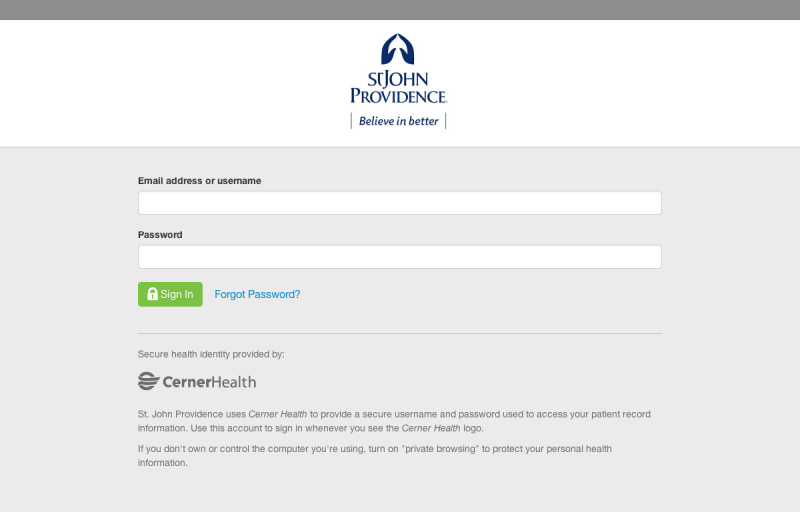 St John
Providence
Believe in better
Email address or username
Password
Sign In
Forgot Password?
Secure health identity provided by:
CernerHealth
St. John Providence uses Cerner Health to provide a secure username and password used to access your patient record
information. Use this account to sign in whenever you see the Cerner Health logo.
If you don't own or control the computer you're using, turn on "private browsing" to protect your personal health
information.